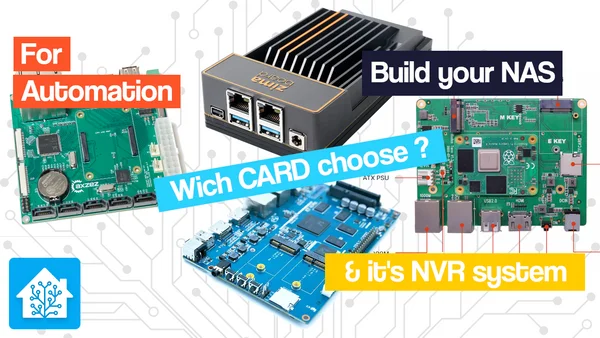 For
Automation
Build your NAS
zima
M KEY
E KEY
Wich CARD choose ?
ATX PSU
AXZEZ
& it's NVR system